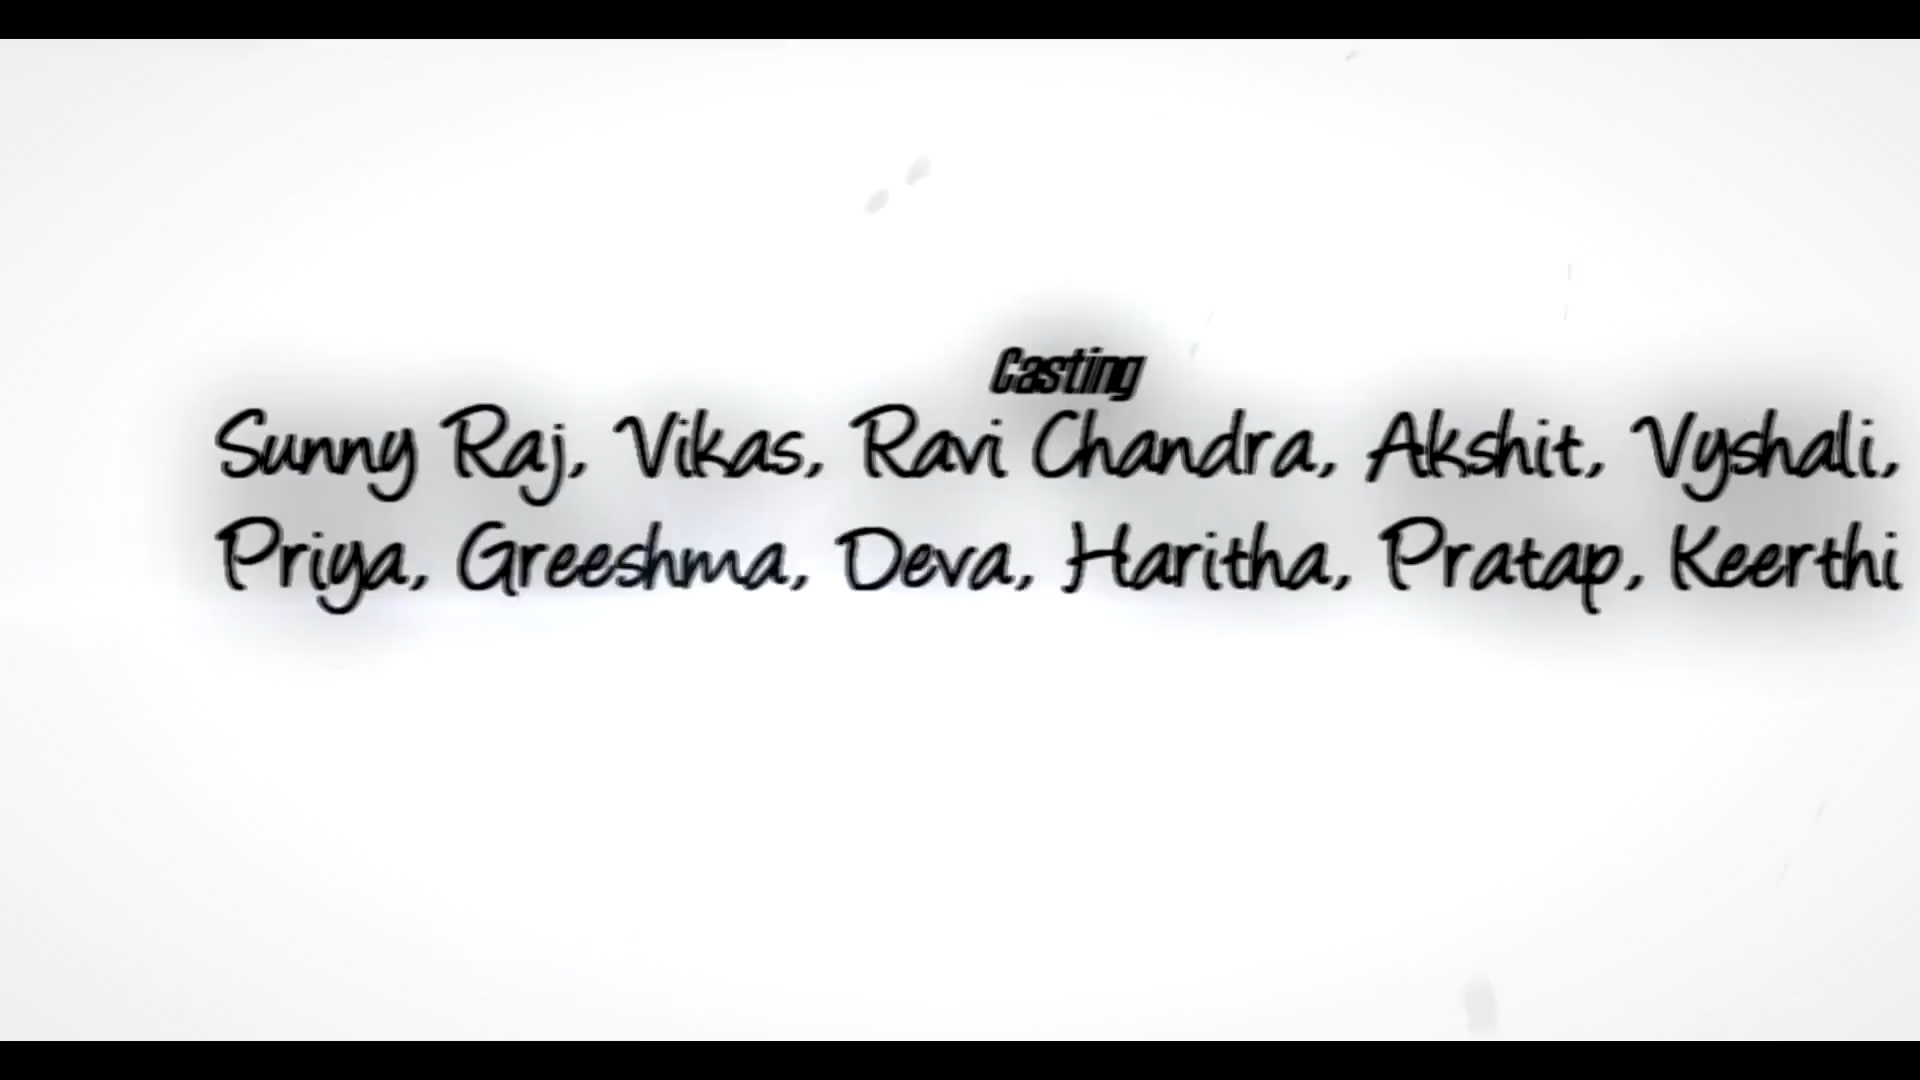 Casting
Sunny Raj, Vikas, Ravi Chandra, Akshit, Vyshali,
Priya, Greeshma, Deva, Haritha, Pratap, Keerthi